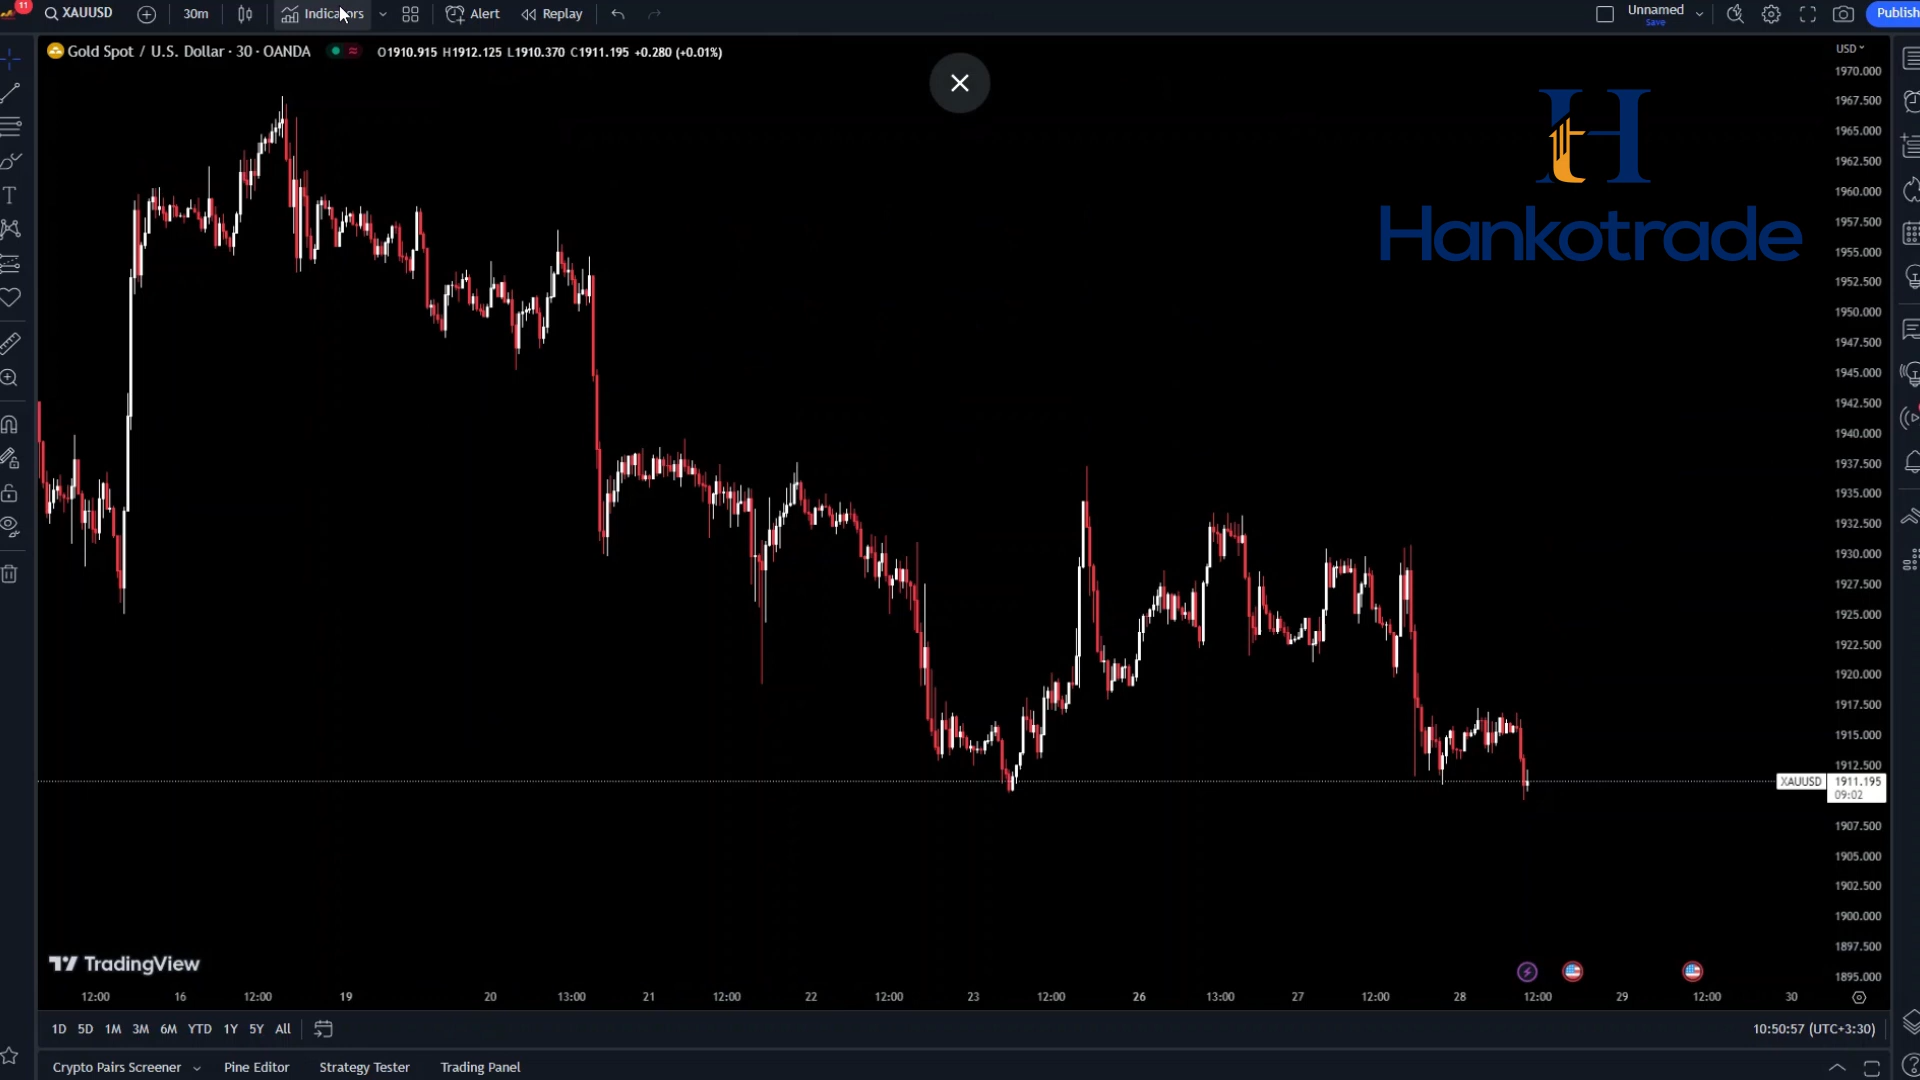 11
XAUUSD
30m
Indicators
Alert
Replay
Unnamed
Save
Publish
Gold Spot / U.S. Dollar · 30 · OANDA
O1910.915 H1912.125 L1910.370 C1911.195 +0.280 (+0.01%)
USD
Hankotrade
1970.000
1967.500
1965.000
1962.500
1960.000
1957.500
1955.000
1952.500
1950.000
1947.500
1945.000
1942.500
1940.000
1937.500
1935.000
1932.500
1930.000
1927.500
1925.000
1922.500
1920.000
1917.500
1915.000
1912.500
XAUUSD 1911.195
09:02
1907.500
1905.000
1902.500
1900.000
1897.500
1895.000
TradingView
12:00 16 12:00 19 20 13:00 21 12:00 22 12:00 23 12:00 26 13:00 27 12:00 28 12:00 29 12:00 30
1D 5D 1M 3M 6M YTD 1Y 5Y All
10:50:57 (UTC+3:30)
Crypto Pairs Screener Pine Editor Strategy Tester Trading Panel